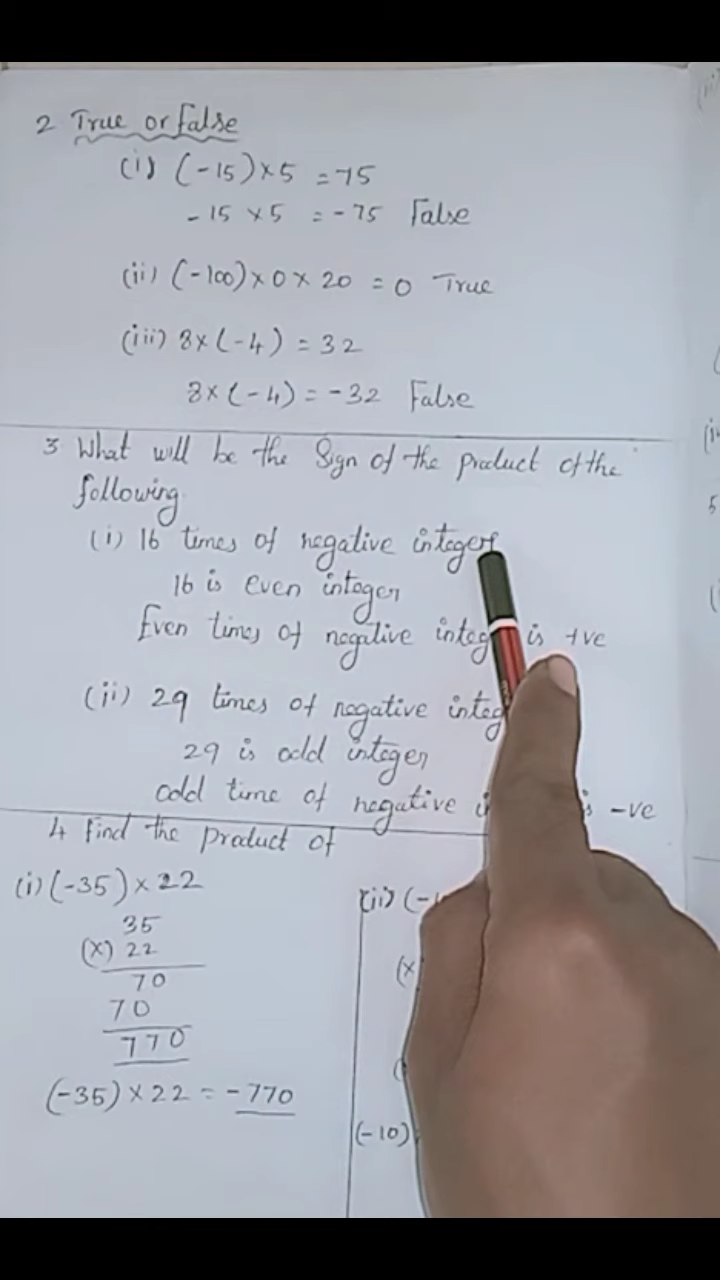 2 True or False
(i) (-15)×5 = 75
-15 × 5 = -75 False
(ii) (-100)×0×20 = 0 True
(iii) 8×(-4) = 32
8×(-4) = -32 False
3 What will be the Sign of the product of the
following
(i) 16 times of negative integers
16 is even integer
Even times of negative integ is +ve
(ii) 29 times of negative integ
29 is odd integer
odd time of negative is -ve
4 Find the product of
(i) (-35)×22
35
(×) 22
70
70
770
(-35)×22 = -770
(ii) (-1
(×
(-10)